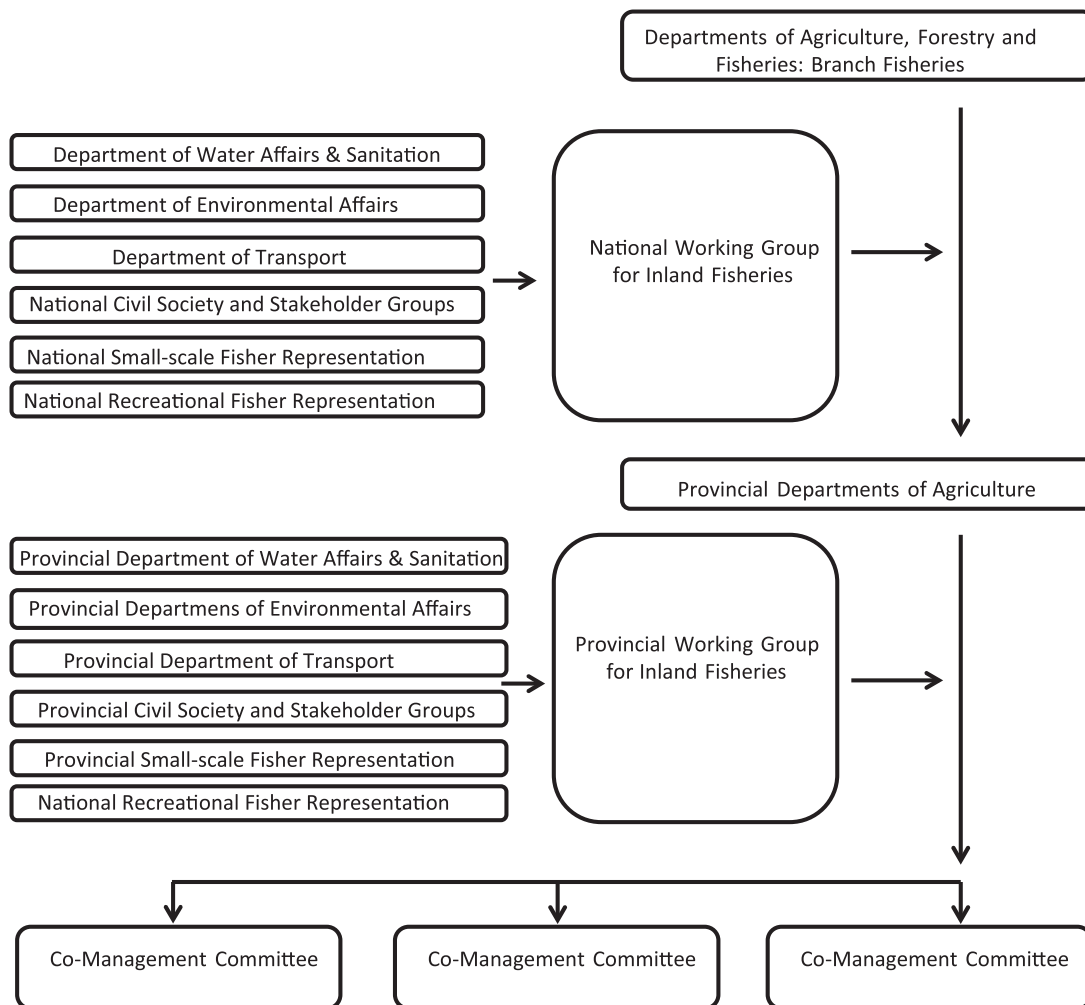 Departments of Agriculture, Forestry and
Fisheries: Branch Fisheries
Department of Water Affairs & Sanitation
Department of Environmental Affairs
Department of Transport
National Civil Society and Stakeholder Groups
National Small-scale Fisher Representation
National Recreational Fisher Representation
National Working Group
for Inland Fisheries
Provincial Departments of Agriculture
Provincial Department of Water Affairs & Sanitation
Provincial Departmens of Environmental Affairs
Provincial Department of Transport
Provincial Civil Society and Stakeholder Groups
Provincial Small-scale Fisher Representation
National Recreational Fisher Representation
Provincial Working Group
for Inland Fisheries
Co-Management Committee
Co-Management Committee
Co-Management Committee